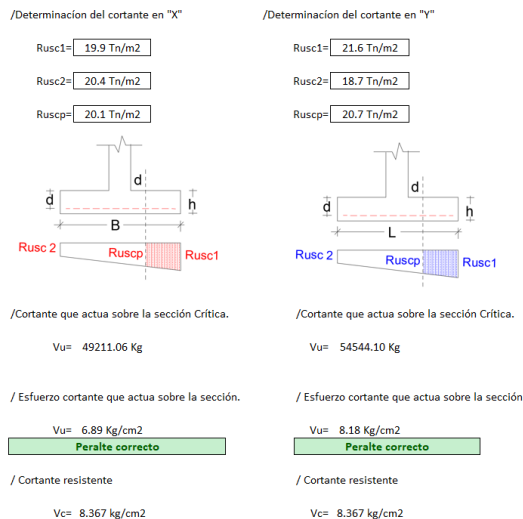 /Determinacíon del cortante en "X"
Rusc1= 19.9 Tn/m2
Rusc2= 20.4 Tn/m2
Ruscp= 20.1 Tn/m2
d
d
h
B
Rusc 2
Ruscp
Rusc1
/Cortante que actua sobre la sección Crítica.
Vu= 49211.06 Kg
/ Esfuerzo cortante que actua sobre la sección.
Vu= 6.89 Kg/cm2
Peralte correcto
/ Cortante resistente
Vc= 8.367 kg/cm2
/Determinacíon del cortante en "Y"
Rusc1= 21.6 Tn/m2
Rusc2= 18.7 Tn/m2
Ruscp= 20.7 Tn/m2
d
d
h
L
Rusc 2
Ruscp
Rusc1
/Cortante que actua sobre la sección Crítica.
Vu= 54544.10 Kg
/ Esfuerzo cortante que actua sobre la sección
Vu= 8.18 Kg/cm2
Peralte correcto
/ Cortante resistente
Vc= 8.367 kg/cm2